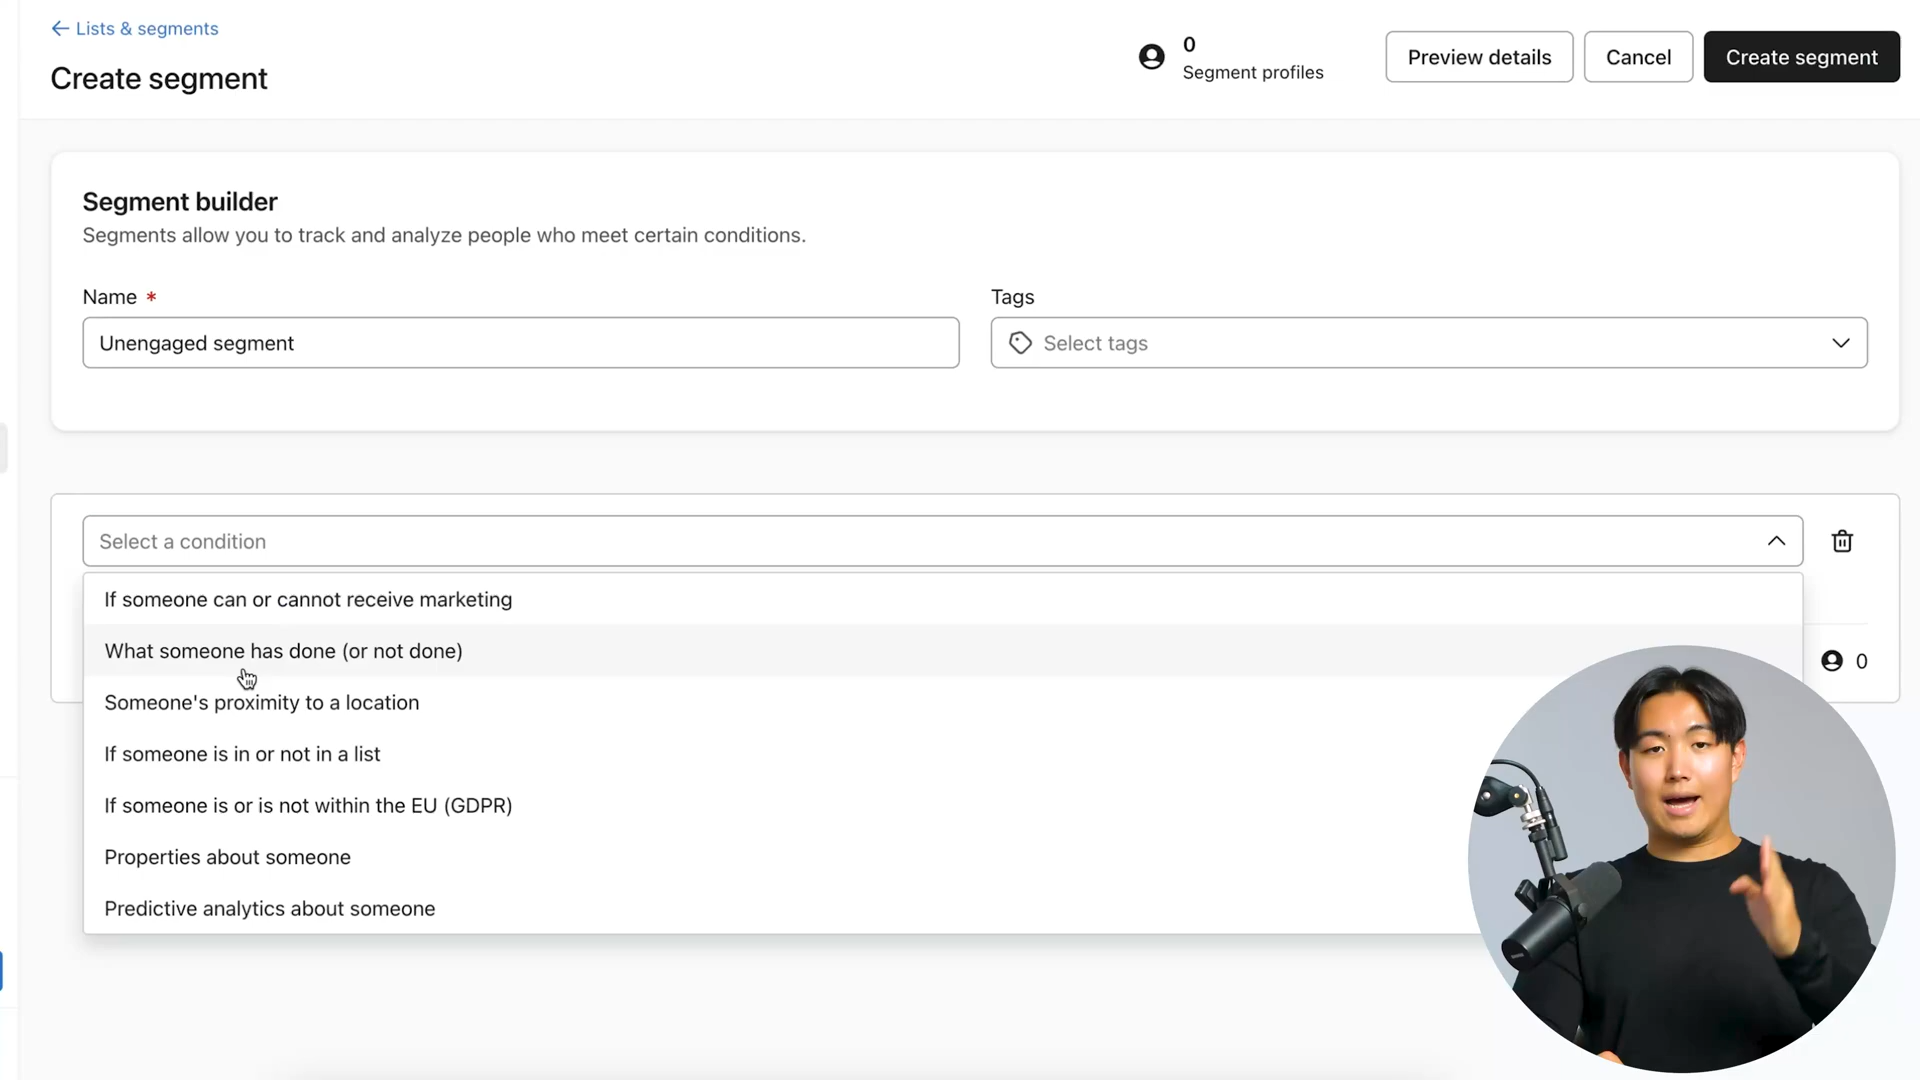 Lists & segments
Create segment
0
Segment profiles
Preview details
Cancel
Create segment
Segment builder
Segments allow you to track and analyze people who meet certain conditions.
Name *
Tags
Unengaged segment
Select tags
Select a condition
If someone can or cannot receive marketing
What someone has done (or not done)
0
Someone's proximity to a location
If someone is in or not in a list
If someone is or is not within the EU (GDPR)
Properties about someone
Predictive analytics about someone